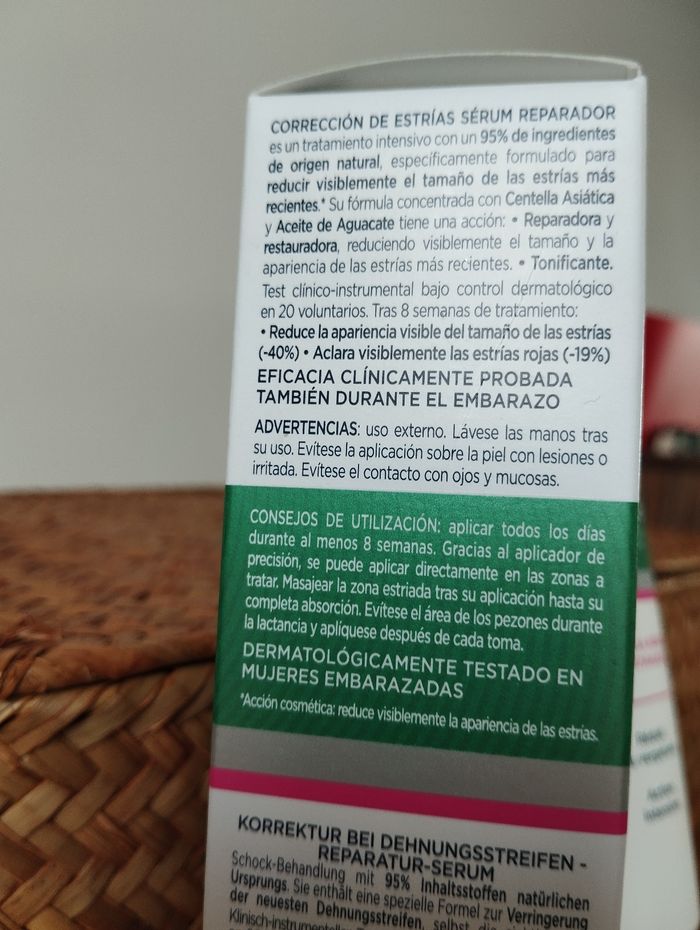 CORRECCIÓN DE ESTRÍAS SÉRUM REPARADOR
es un tratamiento intensivo con un 95% de ingredientes
de origen natural, específicamente formulado para
reducir visiblemente el tamaño de las estrías más
recientes.* Su fórmula concentrada con Centella Asiática
y Aceite de Aguacate tiene una acción: • Reparadora y
restauradora, reduciendo visiblemente el tamaño y la
apariencia de las estrías más recientes. • Tonificante.
Test clínico-instrumental bajo control dermatológico
en 20 voluntarios. Tras 8 semanas de tratamiento:
• Reduce la apariencia visible del tamaño de las estrías
(-40%) • Aclara visiblemente las estrías rojas (-19%)
EFICACIA CLÍNICAMENTE PROBADA
TAMBIÉN DURANTE EL EMBARAZO
ADVERTENCIAS: uso externo. Lávese las manos tras
su uso. Evítese la aplicación sobre la piel con lesiones o
irritada. Evítese el contacto con ojos y mucosas.
CONSEJOS DE UTILIZACIÓN: aplicar todos los días
durante al menos 8 semanas. Gracias al aplicador de
precisión, se puede aplicar directamente en las zonas a
tratar. Masajear la zona estriada tras su aplicación hasta su
completa absorción. Evítese el área de los pezones durante
la lactancia y aplíquese después de cada toma.
DERMATOLÓGICAMENTE TESTADO EN
MUJERES EMBARAZADAS
*Acción cosmética: reduce visiblemente la apariencia de las estrías.
KORREKTUR BEI DEHNUNGSSTREIFEN -
REPARATUR-SERUM
Schock-Behandlung mit 95% Inhaltsstoffen natürlichen
Ursprungs. Sie enthält eine spezielle Formel zur Verringerung
der neuesten Dehnungsstreifen, selbst